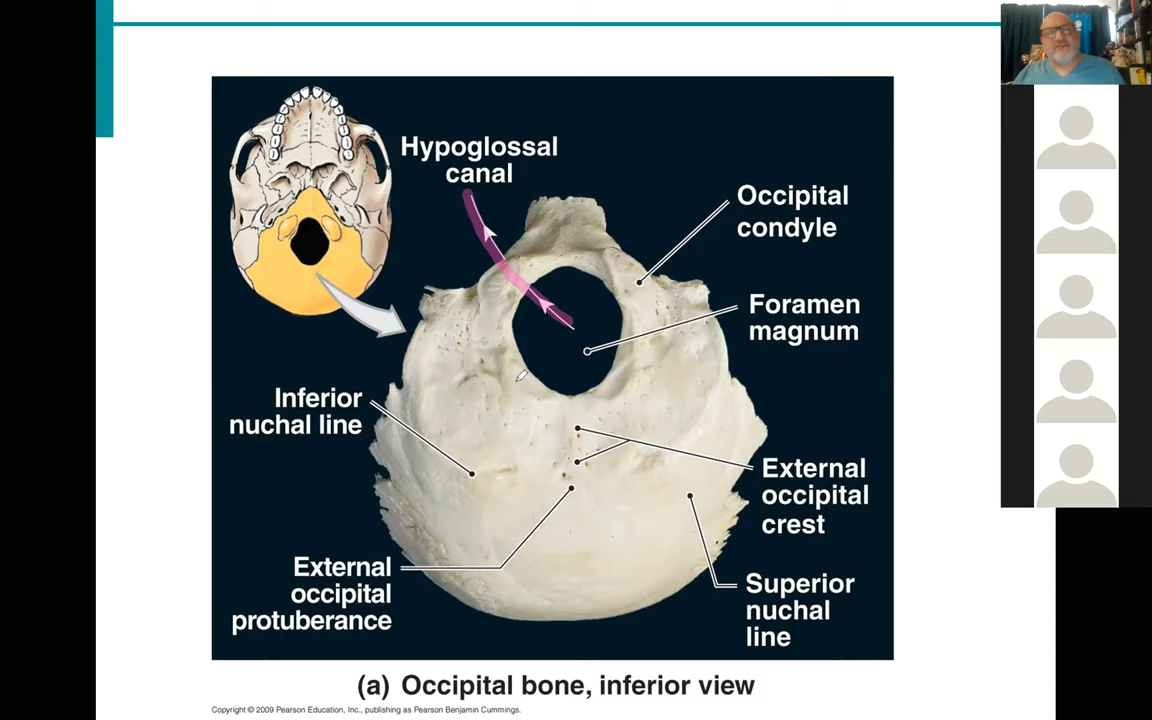 Hypoglossal
canal
Occipital
condyle
Foramen
magnum
Inferior
nuchal line
External
occipital
crest
External
occipital
protuberance
Superior
nuchal
line
(a) Occipital bone, inferior view
Copyright © 2009 Pearson Education, Inc., publishing as Pearson Benjamin Cummings.